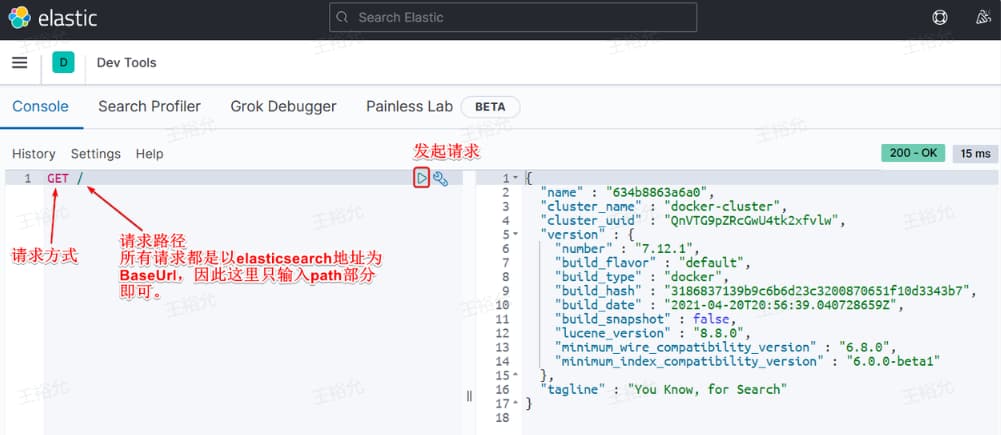 elastic
Search Elastic
D
Dev Tools
Console Search Profiler Grok Debugger Painless Lab BETA
History Settings Help
发起请求
200 - OK 15 ms
1 GET /
请求方式
请求路径
所有请求都是以elasticsearch地址为
BaseUrl，因此这里只输入path部分
即可。
1 {
2 "name" : "634b8863a6a0",
3 "cluster_name" : "docker-cluster",
4 "cluster_uuid" : "QnVTG9pZRcGwU4tk2xfvlw",
5 "version" : {
6 "number" : "7.12.1",
7 "build_flavor" : "default",
8 "build_type" : "docker",
9 "build_hash" : "3186837139b9c6b6d23c3200870651f10d3343b7",
10 "build_date" : "2021-04-20T20:56:39.040728659Z",
11 "build_snapshot" : false,
12 "lucene_version" : "8.8.0",
13 "minimum_wire_compatibility_version" : "6.8.0",
14 "minimum_index_compatibility_version" : "6.0.0-beta1"
15 },
16 "tagline" : "You Know, for Search"
17 }
18
王裕允